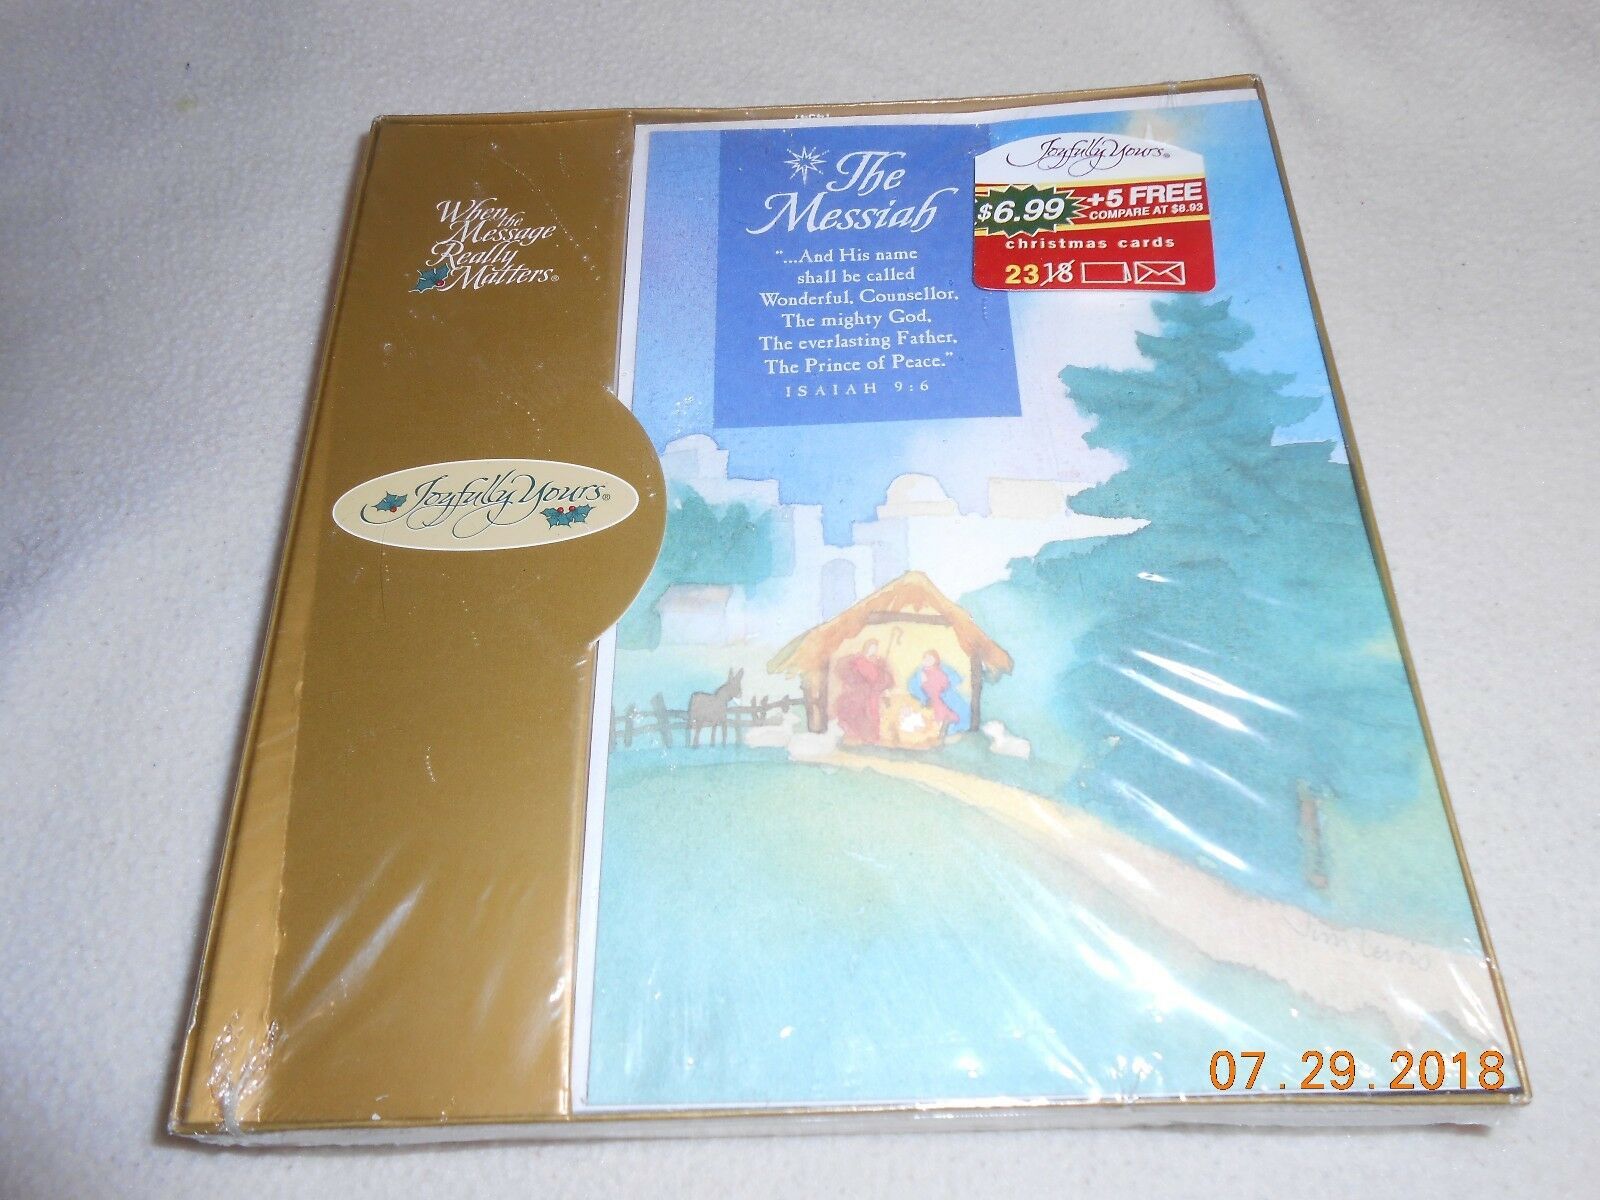 When the
Message
Really
Matters®
Joyfully Yours®
The
Messiah
"...And His name
shall be called
Wonderful, Counsellor,
The mighty God,
The everlasting Father,
The Prince of Peace."
ISAIAH 9:6
Joyfully Yours®
$6.99 +5 FREE
COMPARE AT $8.93
christmas cards
23 18
Tim Lewis
07.29.2018